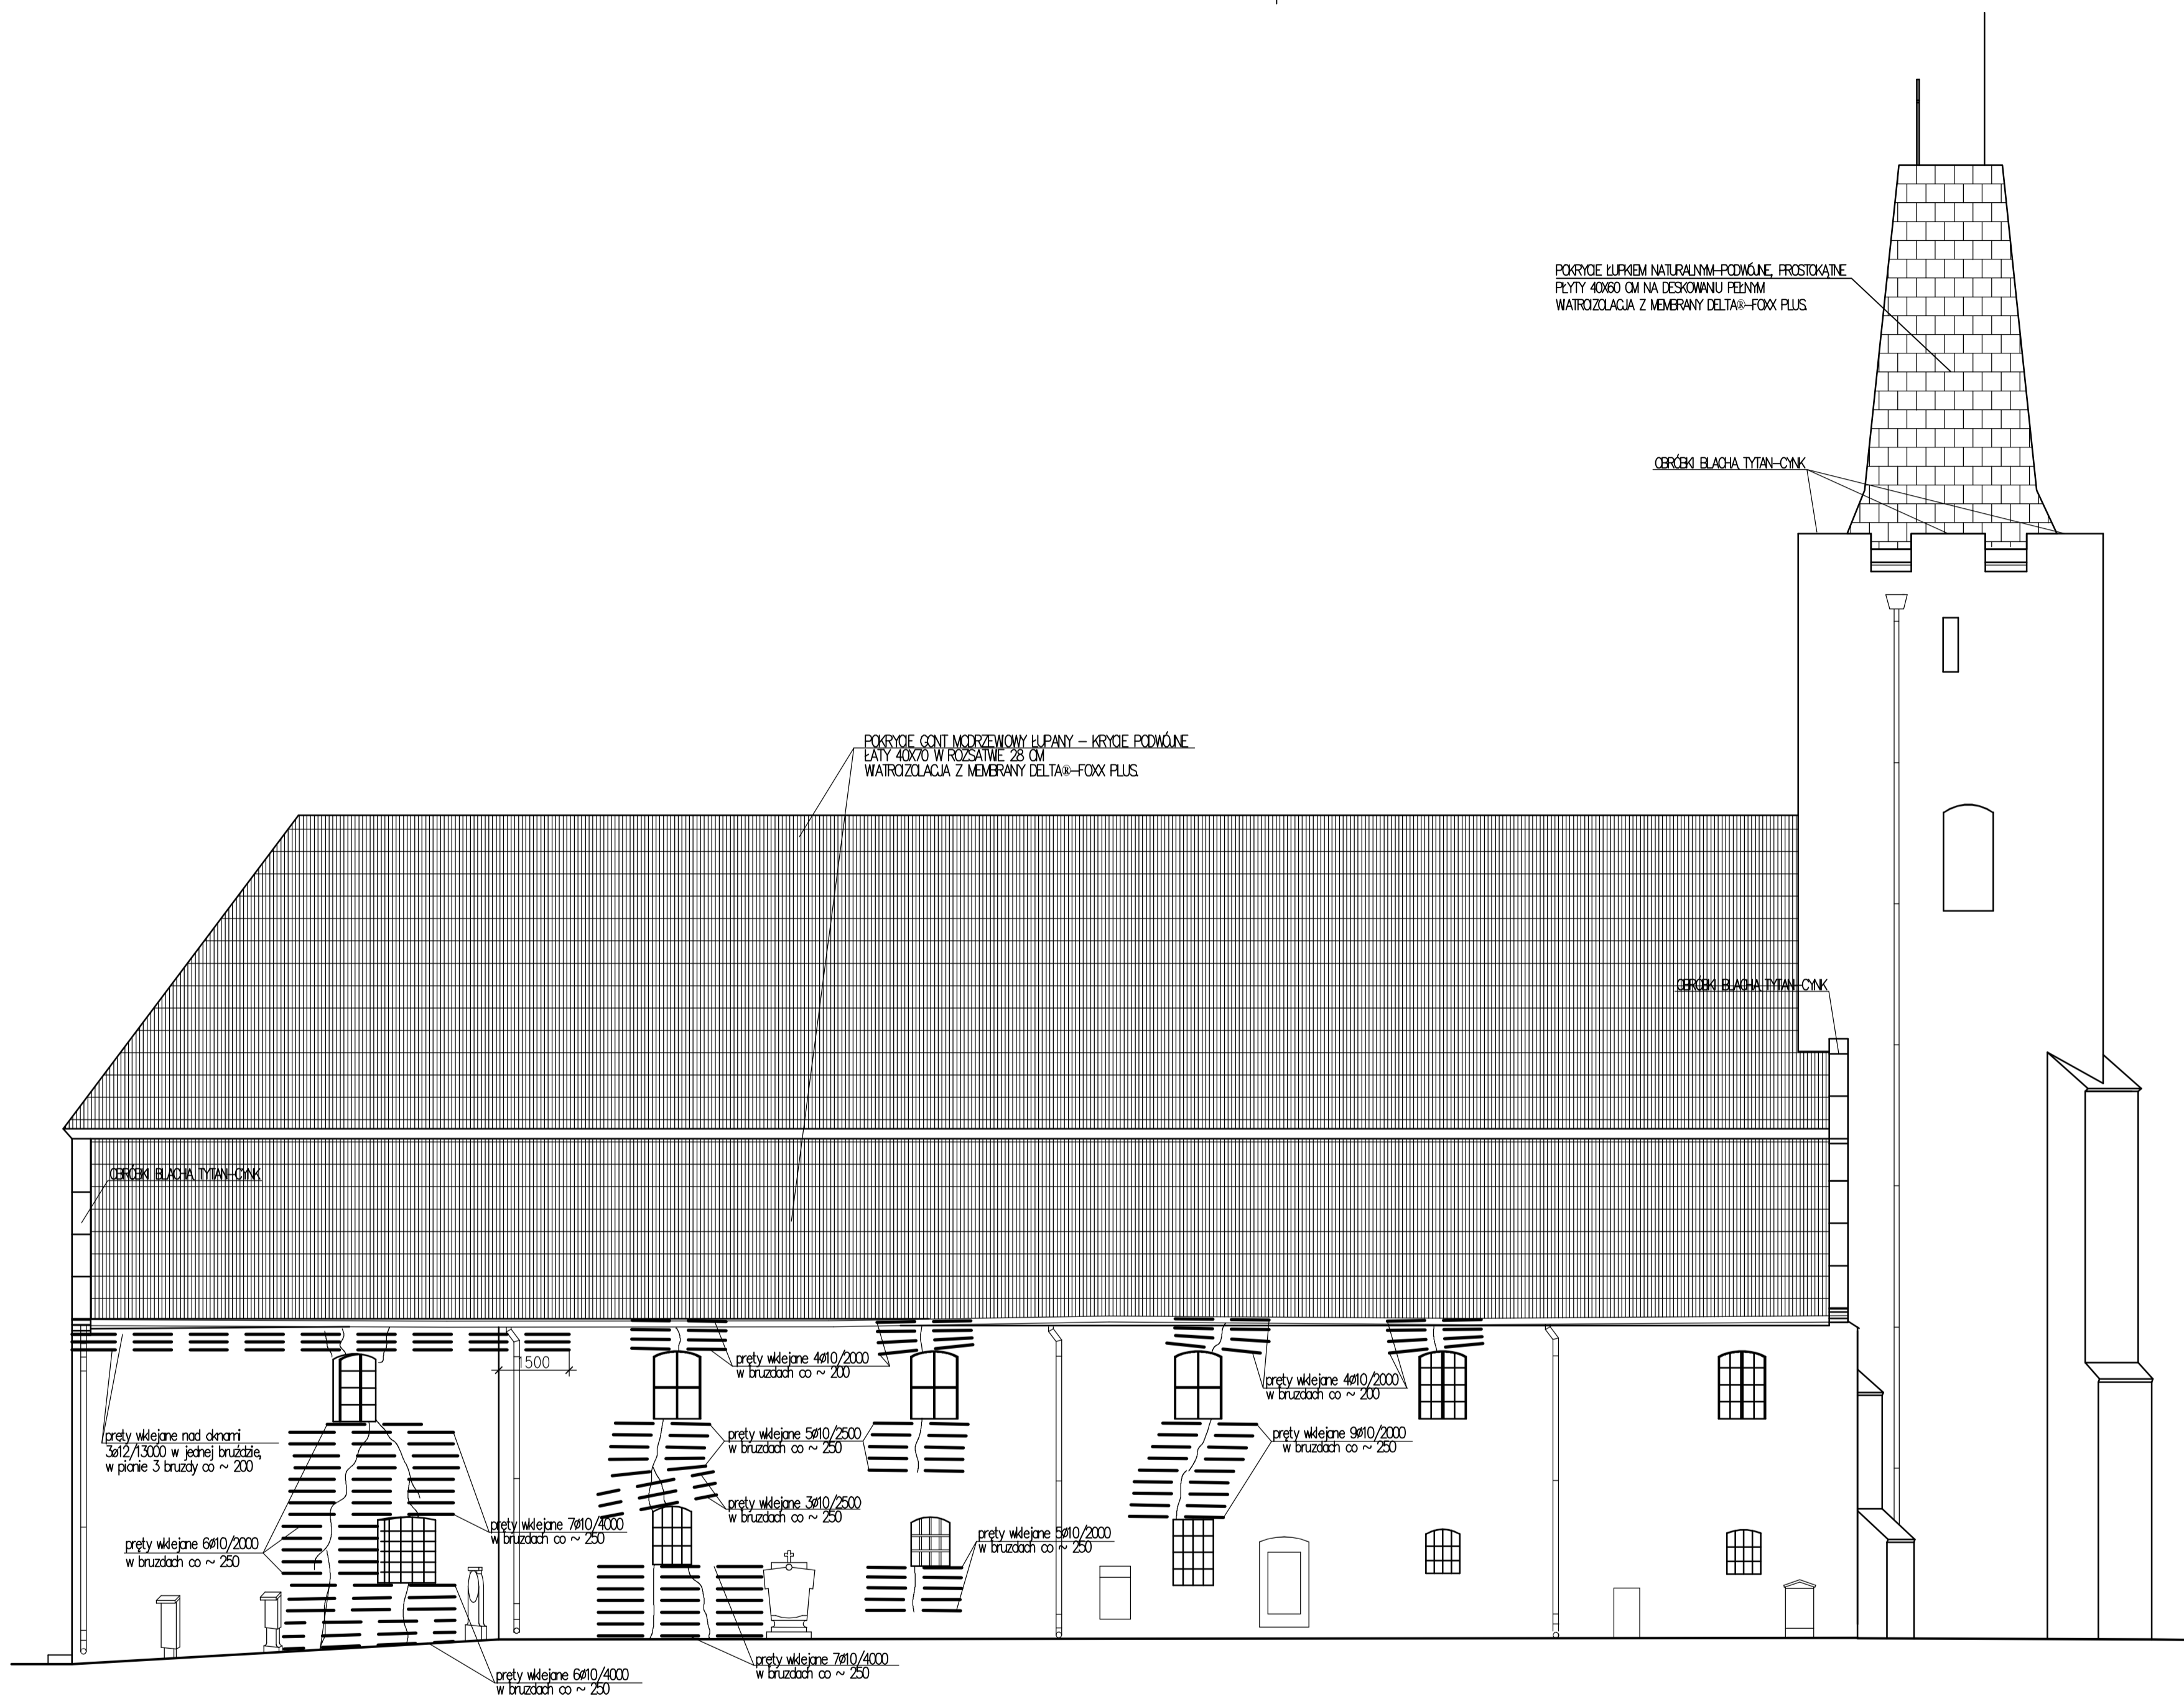 POKRYCIE ŁUPKIEM NATURALNYM-PODWÓJNE, PROSTOKĄTNE
PŁYTY 40X60 CM NA DESKOWANIU PEŁNYM
WIATROIZOLACJA Z MEMBRANY DELTA®-FOXX PLUS.
OBRÓBKI BLACHA TYTAN-CYNK
POKRYCIE GONT MODRZEWIOWY ŁUPANY - KRYCIE PODWÓJNE
ŁATY 40X70 W ROZSATWIE 28 CM
WIATROIZOLACJA Z MEMBRANY DELTA®-FOXX PLUS.
OBRÓBKI BLACHA TYTAN-CYNK
OBRÓBKI BLACHA TYTAN-CYNK
1500
pręty wklejane 4ø10/2000
w bruzdach co ~ 200
pręty wklejane 4ø10/2000
w bruzdach co ~ 200
pręty wklejane nad oknami
3ø12/13000 w jednej bruździe,
w pionie 3 bruzdy co ~ 200
pręty wklejane 5ø10/2500
w bruzdach co ~ 250
pręty wklejane 9ø10/2000
w bruzdach co ~ 250
pręty wklejane 3ø10/2500
w bruzdach co ~ 250
pręty wklejane 7ø10/4000
w bruzdach co ~ 250
pręty wklejane 5ø10/2000
w bruzdach co ~ 250
pręty wklejane 6ø10/2000
w bruzdach co ~ 250
pręty wklejane 7ø10/4000
w bruzdach co ~ 250
pręty wklejane 6ø10/4000
w bruzdach co ~ 250